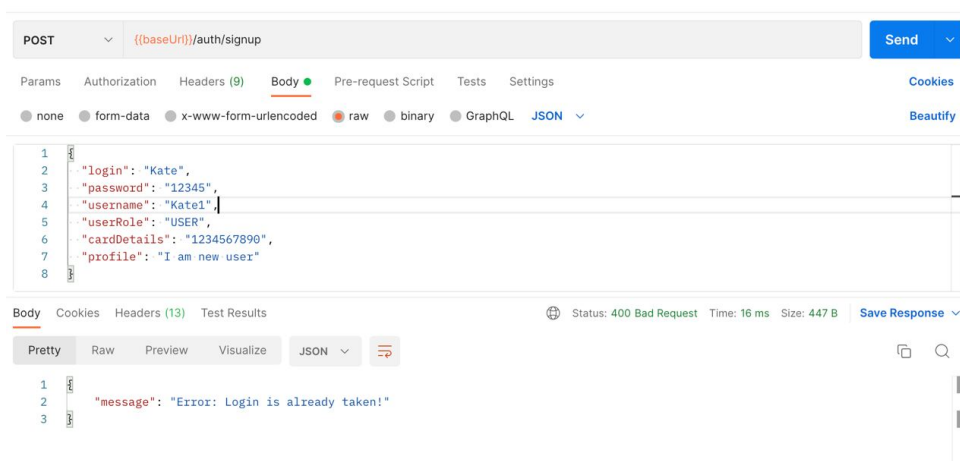 POST {{baseUrl}}/auth/signup Send
Params Authorization Headers (9) Body Pre-request Script Tests Settings Cookies
none form-data x-www-form-urlencoded raw binary GraphQL JSON Beautify
1 {
2 "login": "Kate",
3 "password": "12345",
4 "username": "Kate1",
5 "userRole": "USER",
6 "cardDetails": "1234567890",
7 "profile": "I am new user"
8 }
Body Cookies Headers (13) Test Results Status: 400 Bad Request Time: 16 ms Size: 447 B Save Response
Pretty Raw Preview Visualize JSON
1 {
2 "message": "Error: Login is already taken!"
3 }